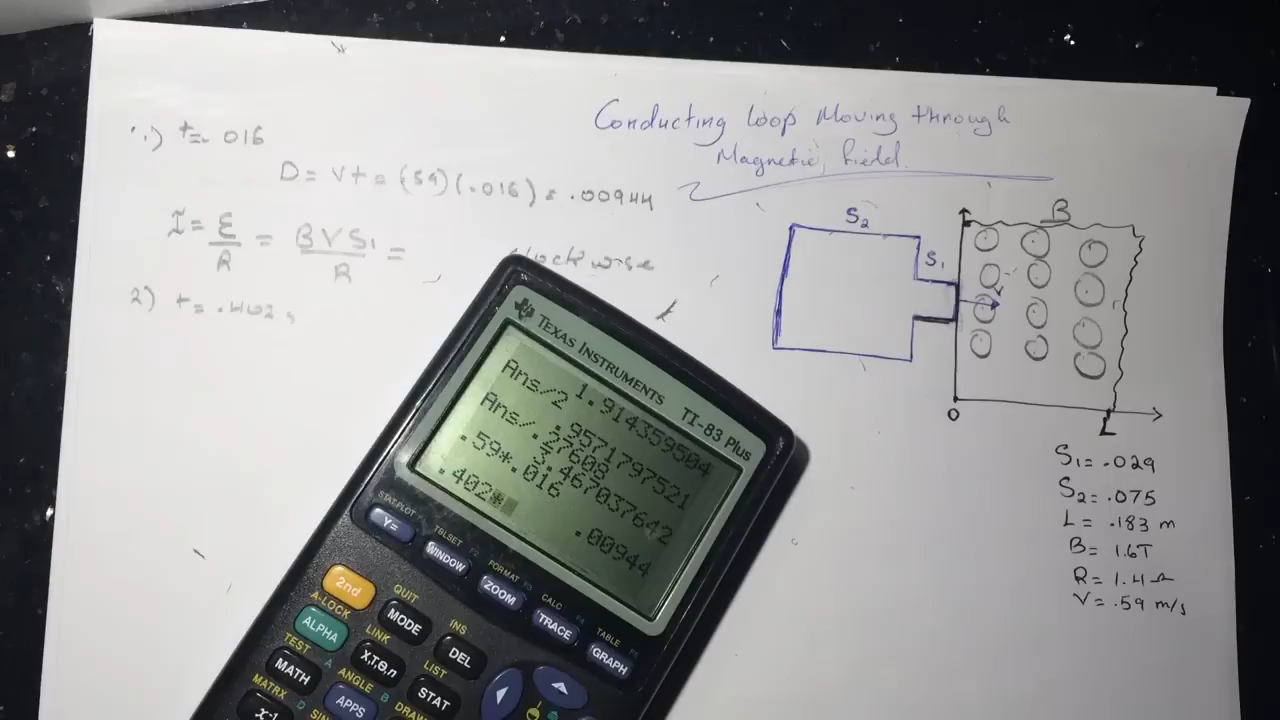 Conducting loop Moving through
Magnetic, field.
1.) t= .016
D= Vt = (59)(.016) = .00944
I = ε/R = BVS1/R =
clockwise
2) t= .402 s
S2
S1
B
0
L
S1= .029
S2= .075
L = .183 m
B= 1.6T
R= 1.4 Ω
V= .59 m/s
TEXAS INSTRUMENTS TI-83 Plus
1.914359504
Ans/2
.9571797521
Ans/.27608
3.467037642
.59*.016
.00944
.402*
STAT PLOT TBLSET FORMAT CALC TABLE
Y= WINDOW ZOOM TRACE GRAPH
2nd MODE DEL
QUIT INS
A-LOCK LINK LIST
ALPHA X,T,θ,n STAT
TEST A ANGLE B DRAW
MATH APPS
MATRX D SIN
x-1